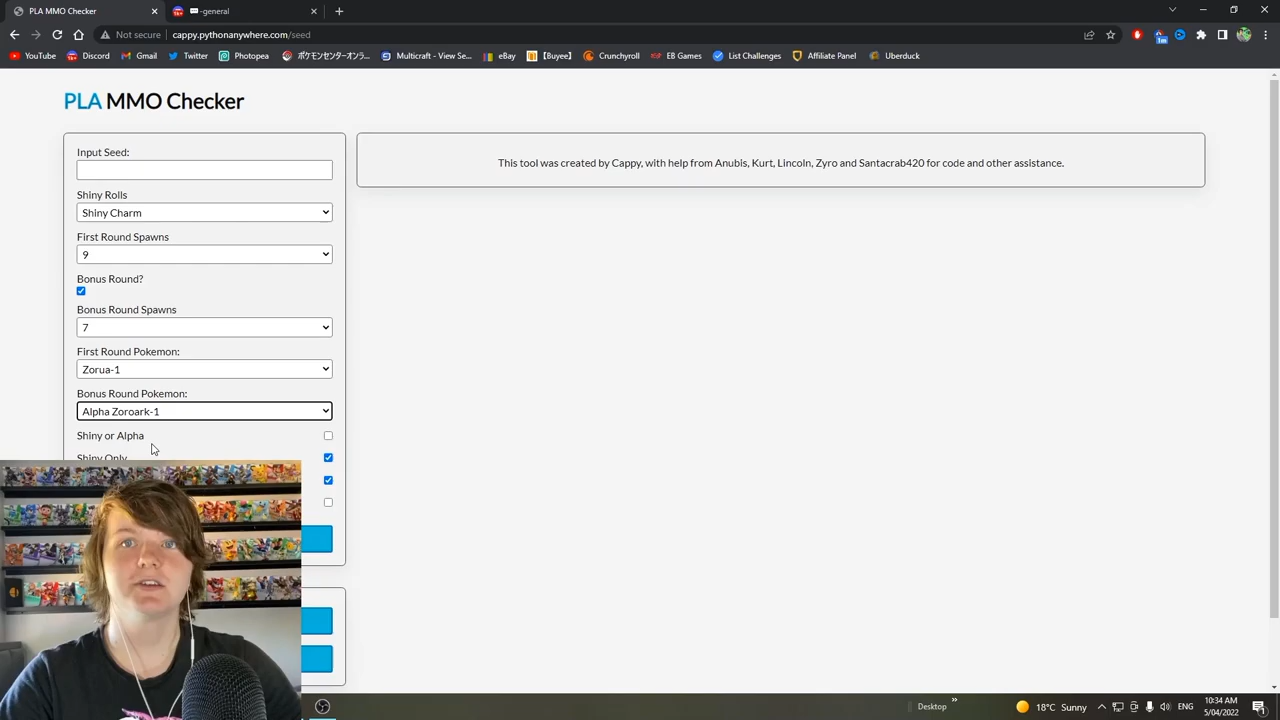 PLA MMO Checker
-general
Not secure
cappy.pythonanywhere.com/seed
YouTube
Discord
Gmail
Twitter
Photopea
ポケモンセンターオンラ...
Multicraft - View Se...
eBay
[Buyee]
Crunchyroll
EB Games
List Challenges
Affiliate Panel
Uberduck
PLA MMO Checker
This tool was created by Cappy, with help from Anubis, Kurt, Lincoln, Zyro and Santacrab420 for code and other assistance.
Input Seed:
Shiny Rolls
Shiny Charm
First Round Spawns
9
Bonus Round?
Bonus Round Spawns
7
First Round Pokemon:
Zorua-1
Bonus Round Pokemon:
Alpha Zoroark-1
Shiny or Alpha
Shiny Only
Desktop
18°C Sunny
ENG
10:34 AM
5/04/2022